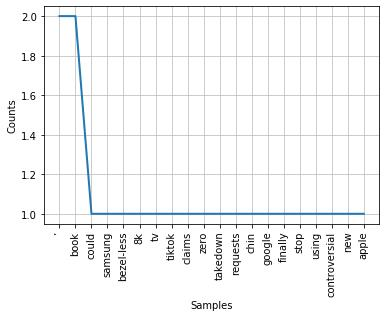 2.0
1.8
1.6
1.4
1.2
1.0
Counts
book
could
samsung
bezel-less
8k
tv
tiktok
claims
zero
takedown
requests
chin
google
finally
stop
using
controversial
new
apple
Samples